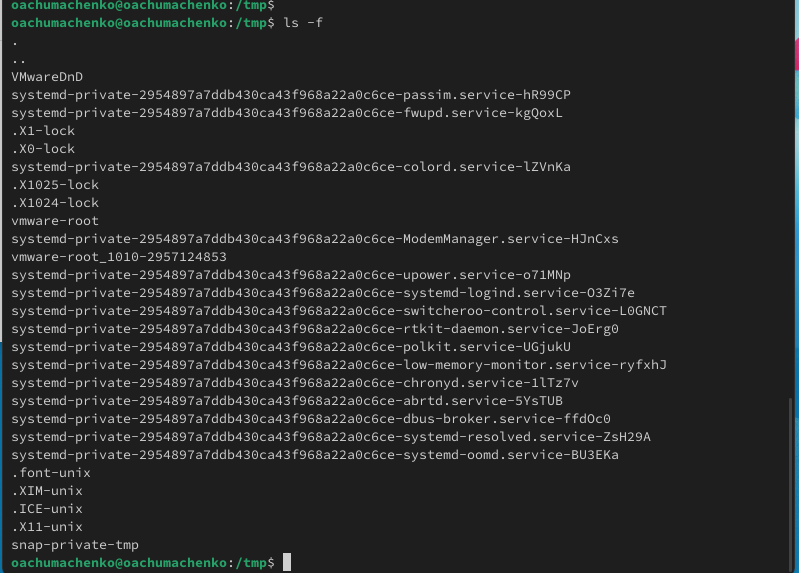 oachumachenko@oachumachenko:/tmp$
oachumachenko@oachumachenko:/tmp$ ls -f
.
..
VMwareDnD
systemd-private-2954897a7ddb430ca43f968a22a0c6ce-passim.service-hR99CP
systemd-private-2954897a7ddb430ca43f968a22a0c6ce-fwupd.service-kgQoxL
.X1-lock
.X0-lock
systemd-private-2954897a7ddb430ca43f968a22a0c6ce-colord.service-lZVnKa
.X1025-lock
.X1024-lock
vmware-root
systemd-private-2954897a7ddb430ca43f968a22a0c6ce-ModemManager.service-HJnCxs
vmware-root_1010-2957124853
systemd-private-2954897a7ddb430ca43f968a22a0c6ce-upower.service-o71MNp
systemd-private-2954897a7ddb430ca43f968a22a0c6ce-systemd-logind.service-O3Zi7e
systemd-private-2954897a7ddb430ca43f968a22a0c6ce-switcheroo-control.service-L0GNCT
systemd-private-2954897a7ddb430ca43f968a22a0c6ce-rtkit-daemon.service-JoErg0
systemd-private-2954897a7ddb430ca43f968a22a0c6ce-polkit.service-UGjukU
systemd-private-2954897a7ddb430ca43f968a22a0c6ce-low-memory-monitor.service-ryfxhJ
systemd-private-2954897a7ddb430ca43f968a22a0c6ce-chronyd.service-1lTz7v
systemd-private-2954897a7ddb430ca43f968a22a0c6ce-abrtd.service-5YsTUB
systemd-private-2954897a7ddb430ca43f968a22a0c6ce-dbus-broker.service-ffdOc0
systemd-private-2954897a7ddb430ca43f968a22a0c6ce-systemd-resolved.service-ZsH29A
systemd-private-2954897a7ddb430ca43f968a22a0c6ce-systemd-oomd.service-BU3EKa
.font-unix
.XIM-unix
.ICE-unix
.X11-unix
snap-private-tmp
oachumachenko@oachumachenko:/tmp$